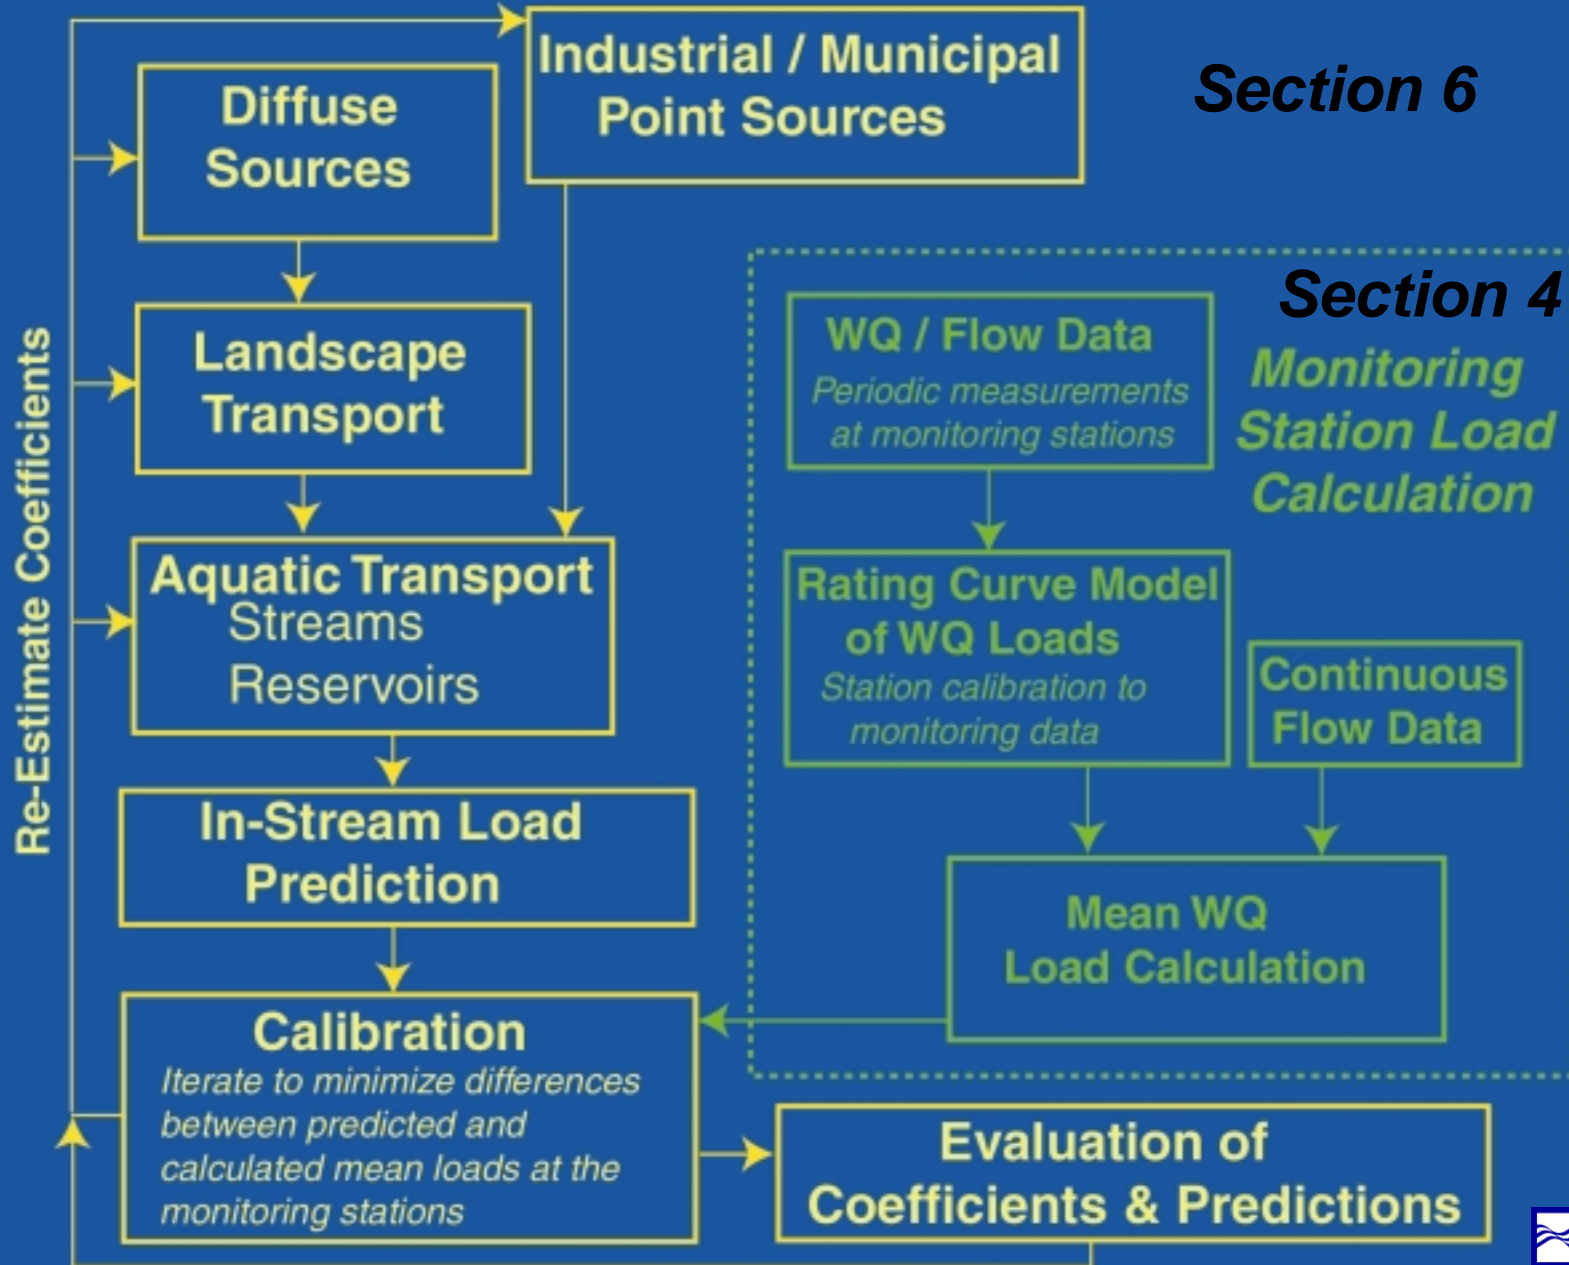 Industrial / Municipal
Point Sources
Section 6
Diffuse
Sources
Section 4
Monitoring
Station Load
Calculation
WQ / Flow Data
Periodic measurements
at monitoring stations
Landscape
Transport
Re-Estimate Coefficients
Aquatic Transport
Streams
Reservoirs
Rating Curve Model
of WQ Loads
Station calibration to
monitoring data
Continuous
Flow Data
In-Stream Load
Prediction
Mean WQ
Load Calculation
Calibration
Iterate to minimize differences
between predicted and
calculated mean loads at the
monitoring stations
Evaluation of
Coefficients & Predictions